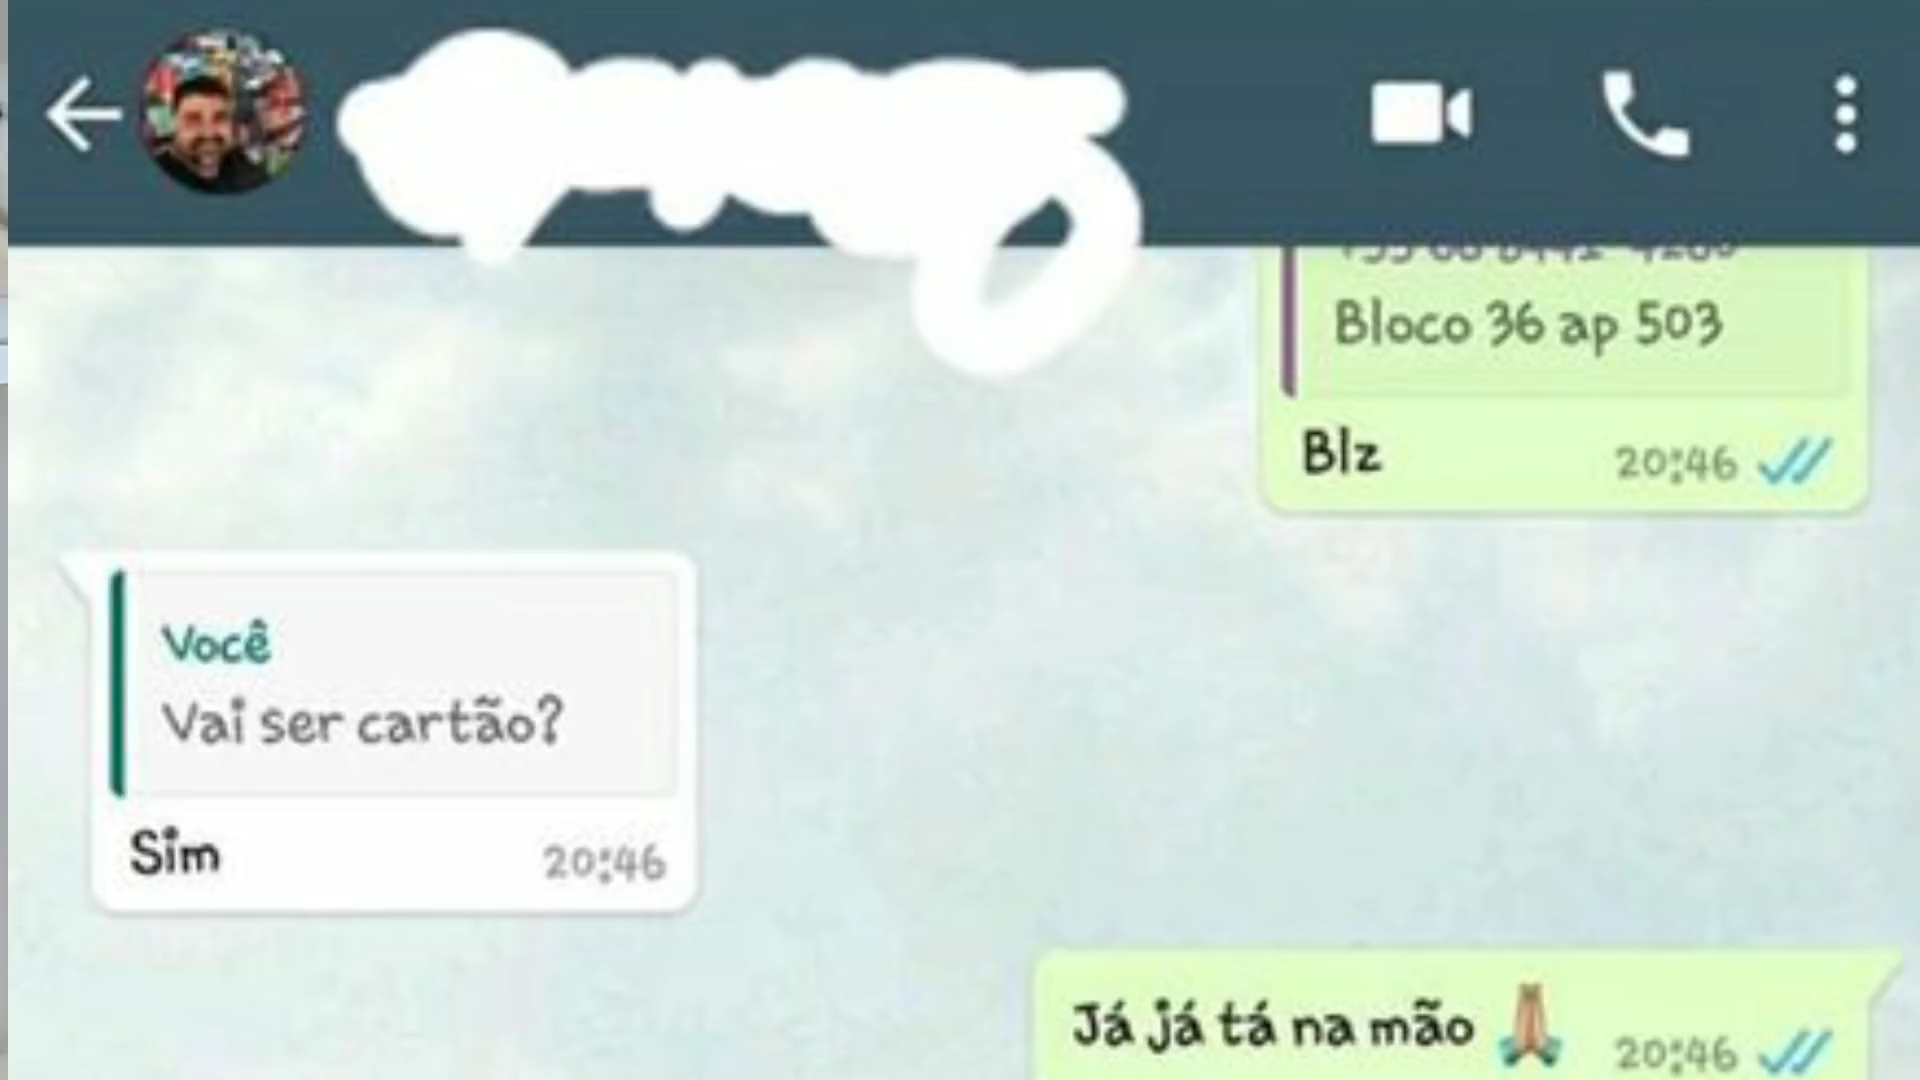 Bloco 36 ap 503
Blz
20:46
Você
Vai ser cartão?
Sim
20:46
Já já tá na mão 🙏
20:46